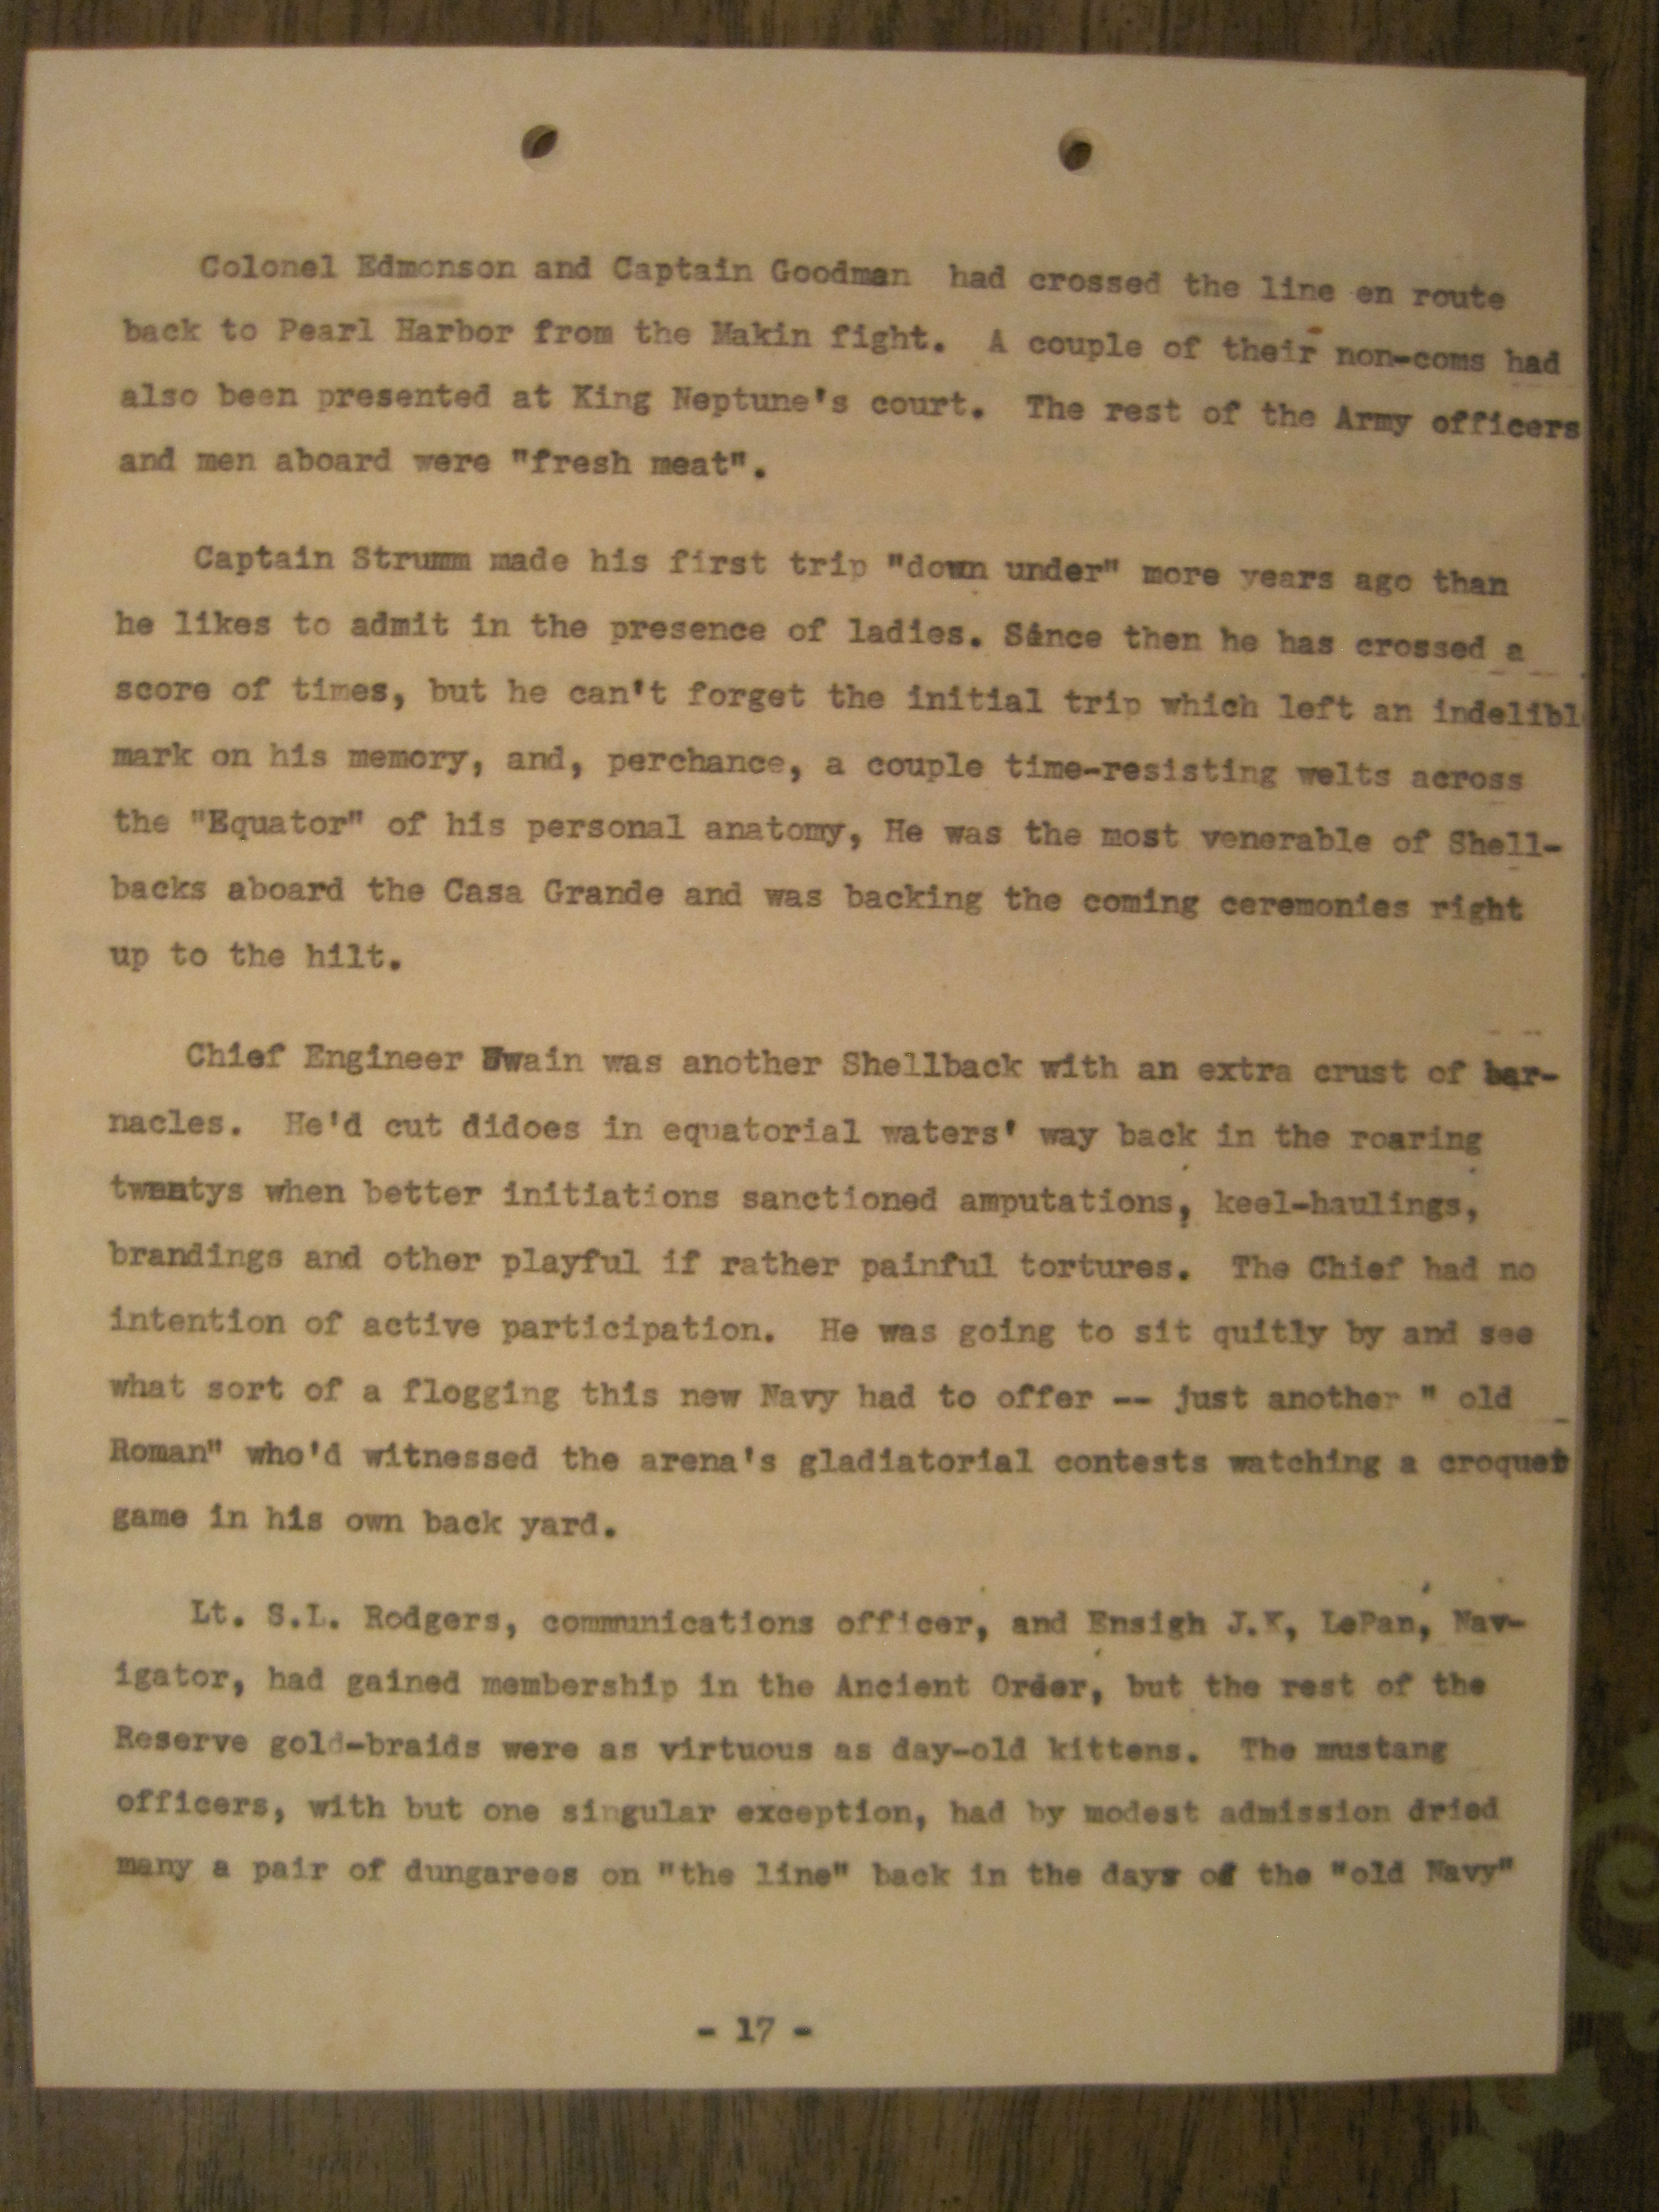 Colonel Edmonson and Captain Goodman had crossed the line en route
back to Pearl Harbor from the Makin fight. A couple of their non-coms had
also been presented at King Neptune's court. The rest of the Army officers
and men aboard were "fresh meat".
Captain Strumm made his first trip "down under" more years ago than
he likes to admit in the presence of ladies. Since then he has crossed a
score of times, but he can't forget the initial trip which left an indelibl
mark on his memory, and, perchance, a couple time-resisting welts across
the "Equator" of his personal anatomy, He was the most venerable of Shell-
backs aboard the Casa Grande and was backing the coming ceremonies right
up to the hilt.
Chief Engineer Swain was another Shellback with an extra crust of bar-
nacles. He'd cut didoes in equatorial waters' way back in the roaring
twentys when better initiations sanctioned amputations, keel-haulings,
brandings and other playful if rather painful tortures. The Chief had no
intention of active participation. He was going to sit quitly by and see
what sort of a flogging this new Navy had to offer -- just another " old
Roman" who'd witnessed the arena's gladiatorial contests watching a croquet
game in his own back yard.
Lt. S.L. Rodgers, communications officer, and Ensigh J.K, LePan, Nav-
igator, had gained membership in the Ancient Order, but the rest of the
Reserve gold-braids were as virtuous as day-old kittens. The mustang
officers, with but one singular exception, had by modest admission dried
many a pair of dungarees on "the line" back in the days of the "old Navy"
- 17 -